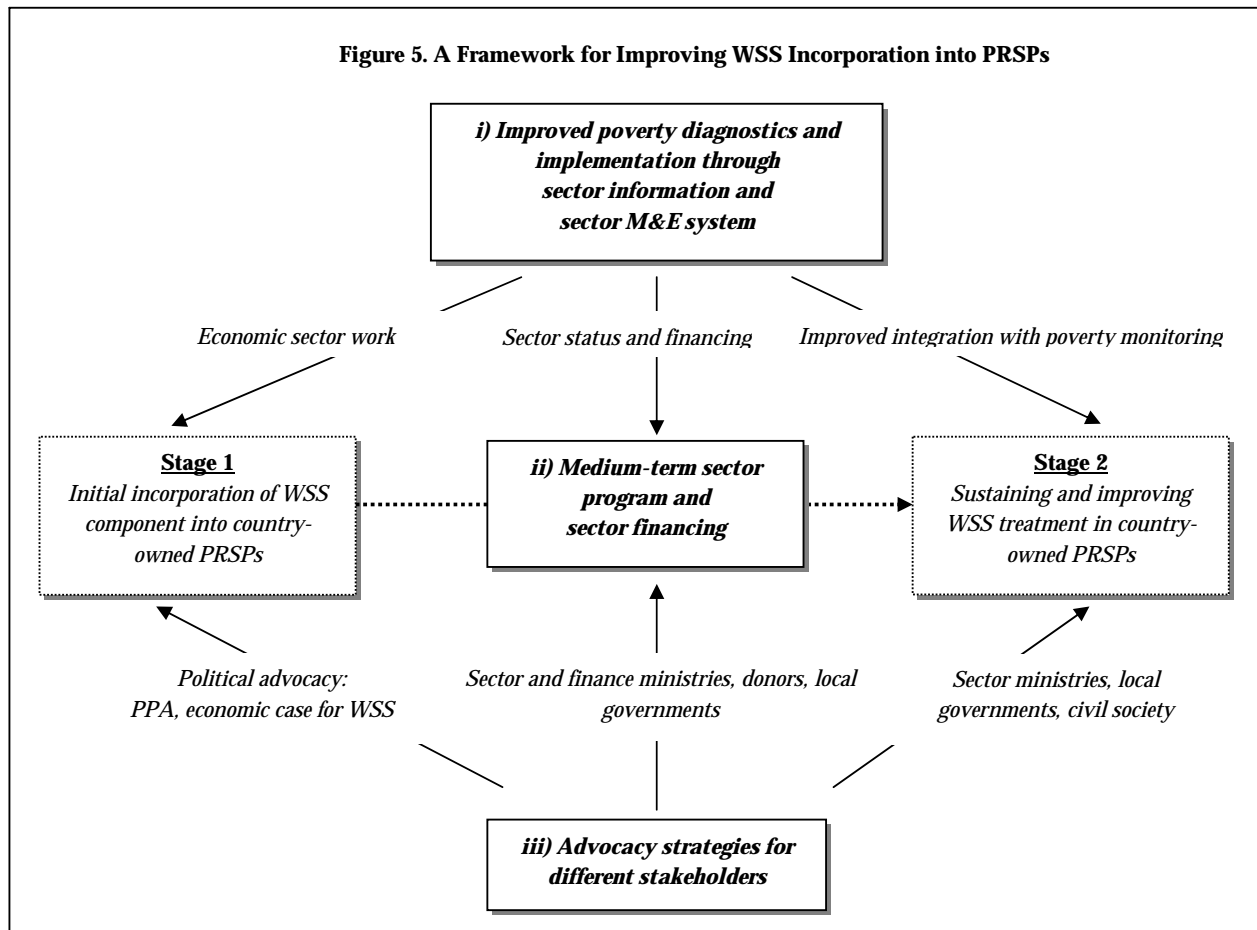 Figure 5. A Framework for Improving WSS Incorporation into PRSPs
i) Improved poverty diagnostics and
implementation through
sector information and
sector M&E system
Economic sector work
Sector status and financing
Improved integration with poverty monitoring
Stage 1
Initial incorporation of WSS
component into country-
owned PRSPs
ii) Medium-term sector
program and
sector financing
Stage 2
Sustaining and improving
WSS treatment in country-
owned PRSPs
Political advocacy:
PPA, economic case for WSS
Sector and finance ministries, donors, local
governments
Sector ministries, local
governments, civil society
iii) Advocacy strategies for
different stakeholders